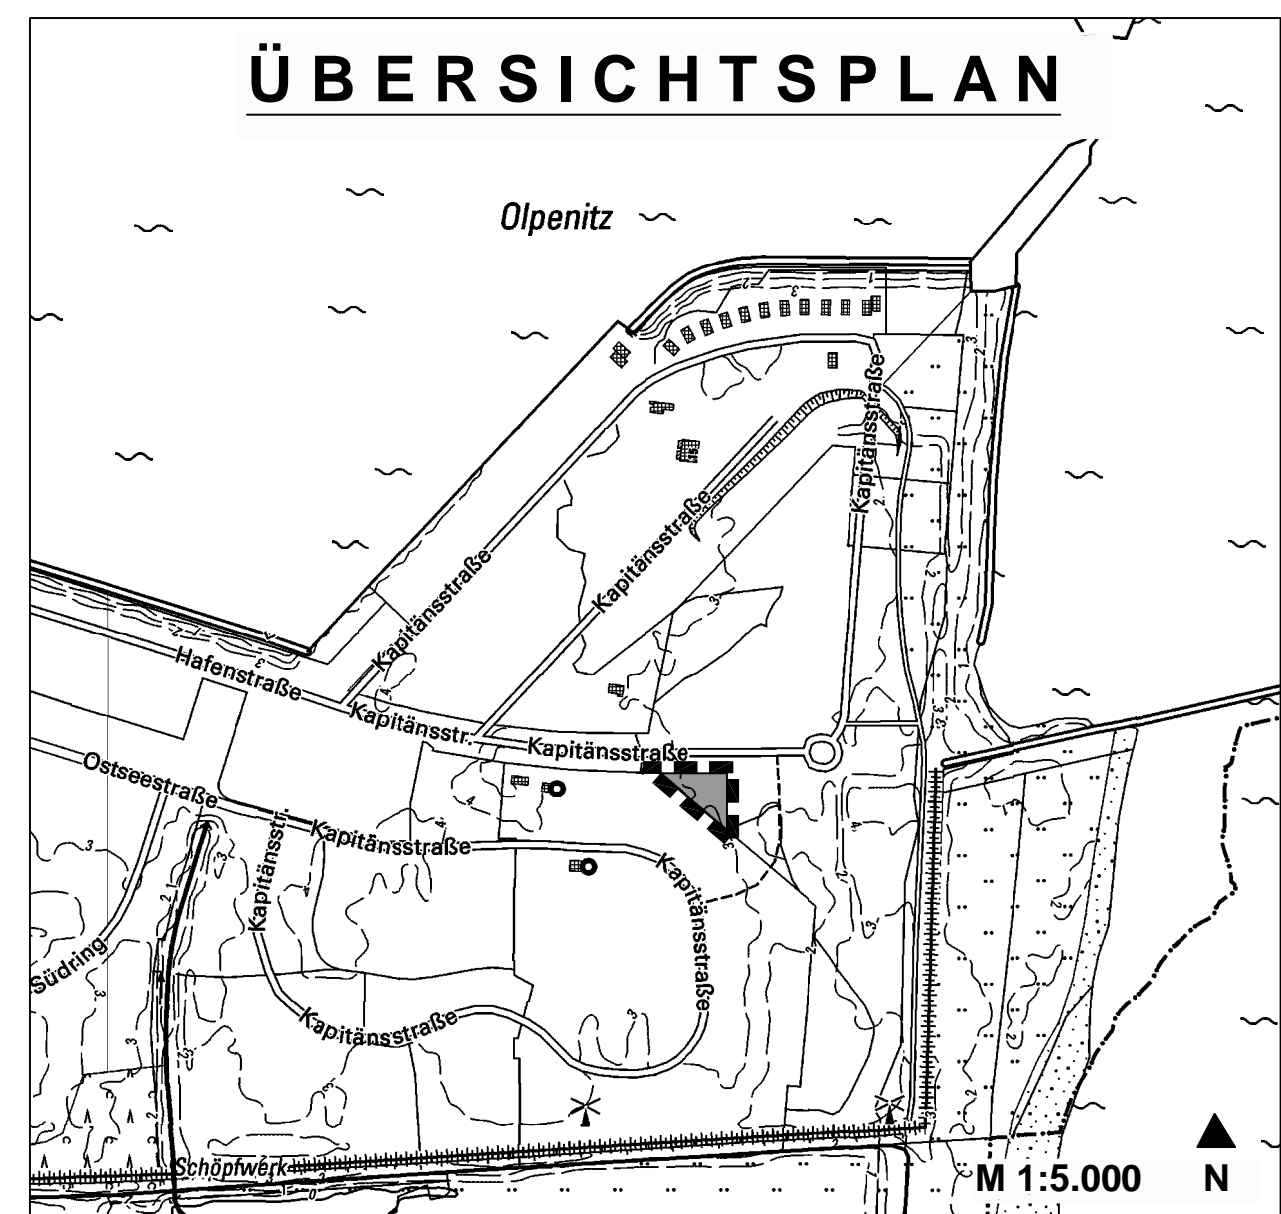 ÜBERSICHTSPLAN
Olpenitz
Kapitänsstraße
Kapitänsstraße
Kapitänsstraße
Hafenstraße
Kapitänsstr.
Kapitänsstraße
Ostseestraße
Kapitänsstr.
Kapitänsstraße
Kapitänsstraße
Südring
Kapitänsstraße
Schöpfwerk
M 1:5.000
N